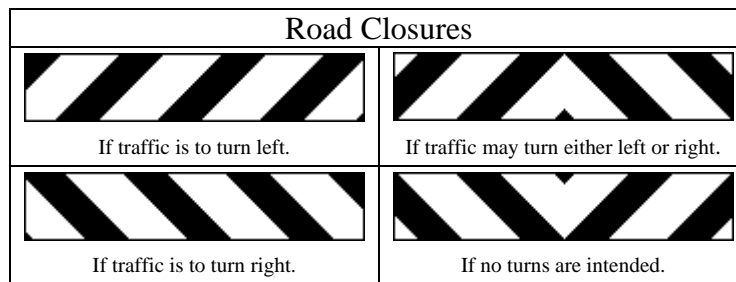 Road Closures
If traffic is to turn left.
If traffic may turn either left or right.
If traffic is to turn right.
If no turns are intended.